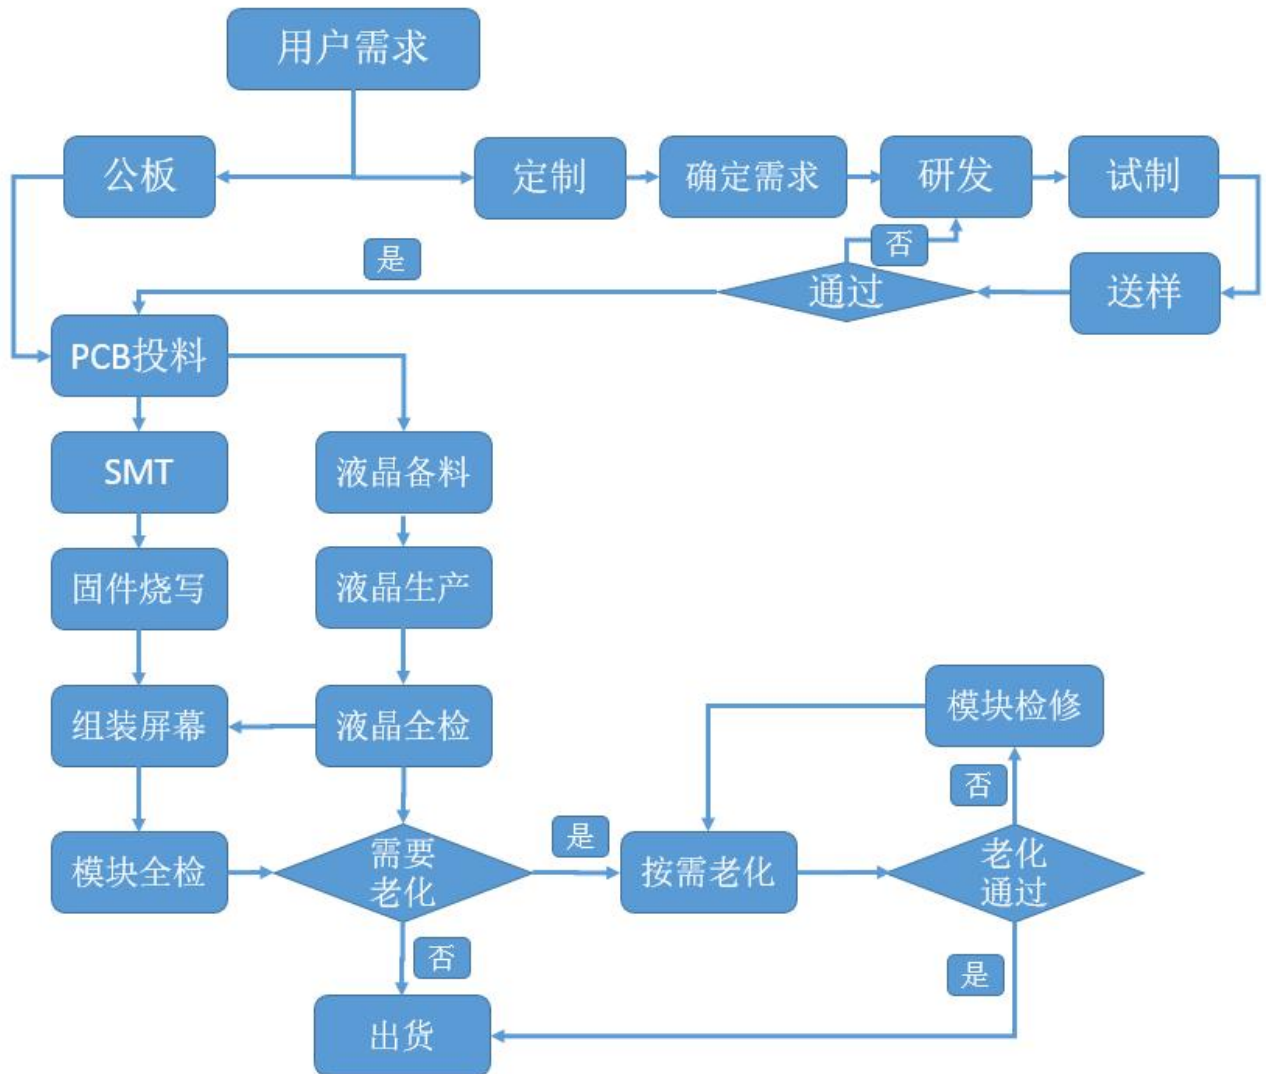 用户需求
公板
定制
确定需求
研发
试制
是
否
通过
送样
PCB投料
SMT
液晶备料
固件烧写
液晶生产
组装屏幕
液晶全检
模块检修
否
模块全检
需要
老化
是
按需老化
老化
通过
否
是
出货